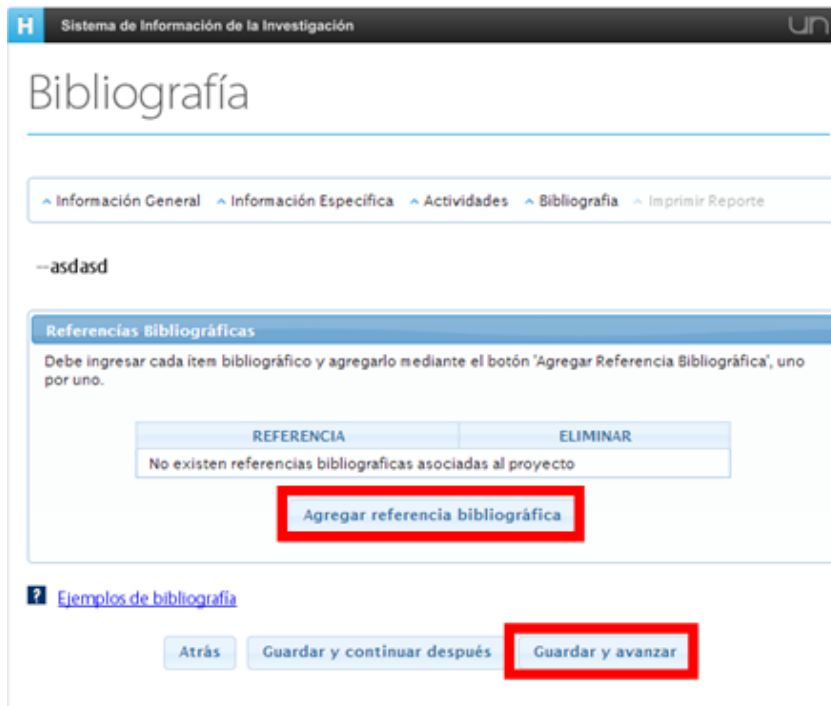 H Sistema de Información de la Investigación un
Bibliografía
Información General Información Específica Actividades Bibliografia Imprimir Reporte
--asdasd
Referencias Bibliográficas
Debe ingresar cada ítem bibliográfico y agregarlo mediante el botón 'Agregar Referencia Bibliográfica', uno
por uno.
REFERENCIA ELIMINAR
No existen referencias bibliograficas asociadas al proyecto
Agregar referencia bibliográfica
? Ejemplos de bibliografía
Atrás Guardar y continuar después Guardar y avanzar